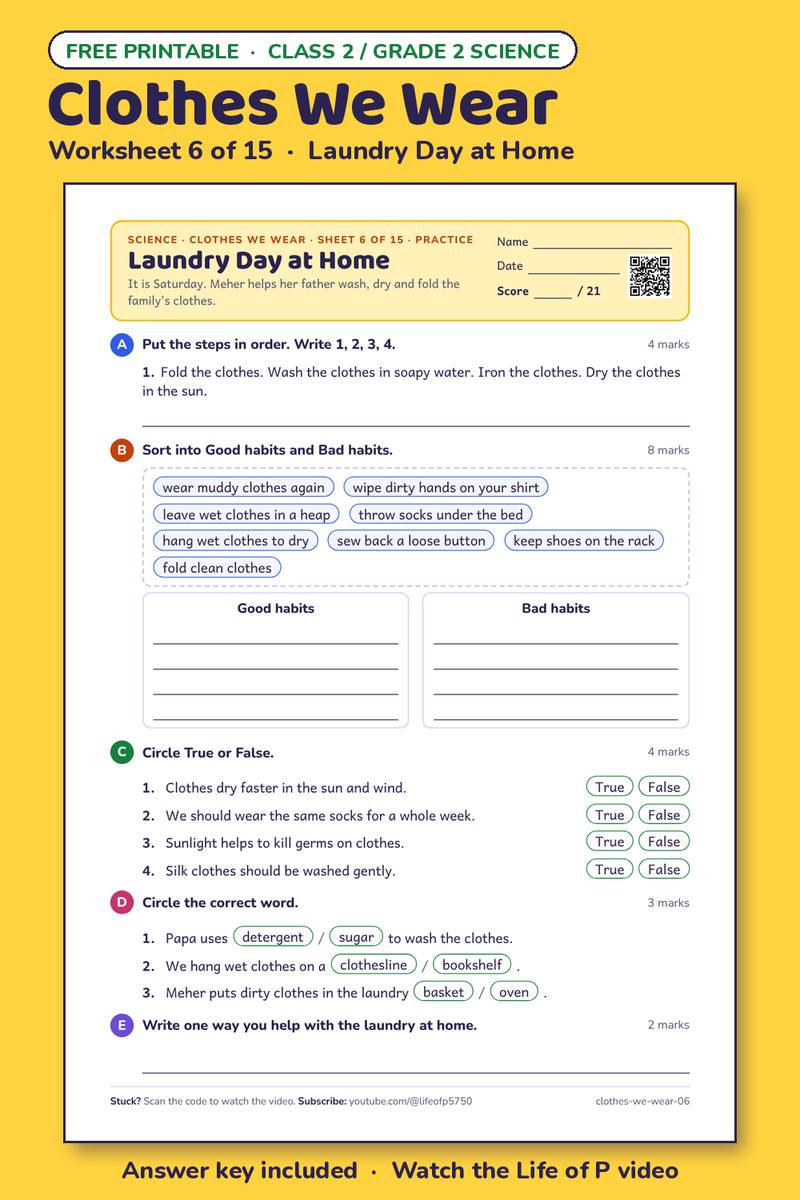 FREE PRINTABLE · CLASS 2 / GRADE 2 SCIENCE
Clothes We Wear
Worksheet 6 of 15 · Laundry Day at Home
SCIENCE · CLOTHES WE WEAR · SHEET 6 OF 15 · PRACTICE
Laundry Day at Home
It is Saturday. Meher helps her father wash, dry and fold the
family's clothes.
Name
Date
Score / 21
A Put the steps in order. Write 1, 2, 3, 4. 4 marks
1. Fold the clothes. Wash the clothes in soapy water. Iron the clothes. Dry the clothes
in the sun.
B Sort into Good habits and Bad habits. 8 marks
wear muddy clothes again wipe dirty hands on your shirt
leave wet clothes in a heap throw socks under the bed
hang wet clothes to dry sew back a loose button keep shoes on the rack
fold clean clothes
Good habits Bad habits
C Circle True or False. 4 marks
1. Clothes dry faster in the sun and wind. True False
2. We should wear the same socks for a whole week. True False
3. Sunlight helps to kill germs on clothes. True False
4. Silk clothes should be washed gently. True False
D Circle the correct word. 3 marks
1. Papa uses detergent / sugar to wash the clothes.
2. We hang wet clothes on a clothesline / bookshelf .
3. Meher puts dirty clothes in the laundry basket / oven .
E Write one way you help with the laundry at home. 2 marks
Stuck? Scan the code to watch the video. Subscribe: youtube.com/@lifeofp5750 clothes-we-wear-06
Answer key included · Watch the Life of P video